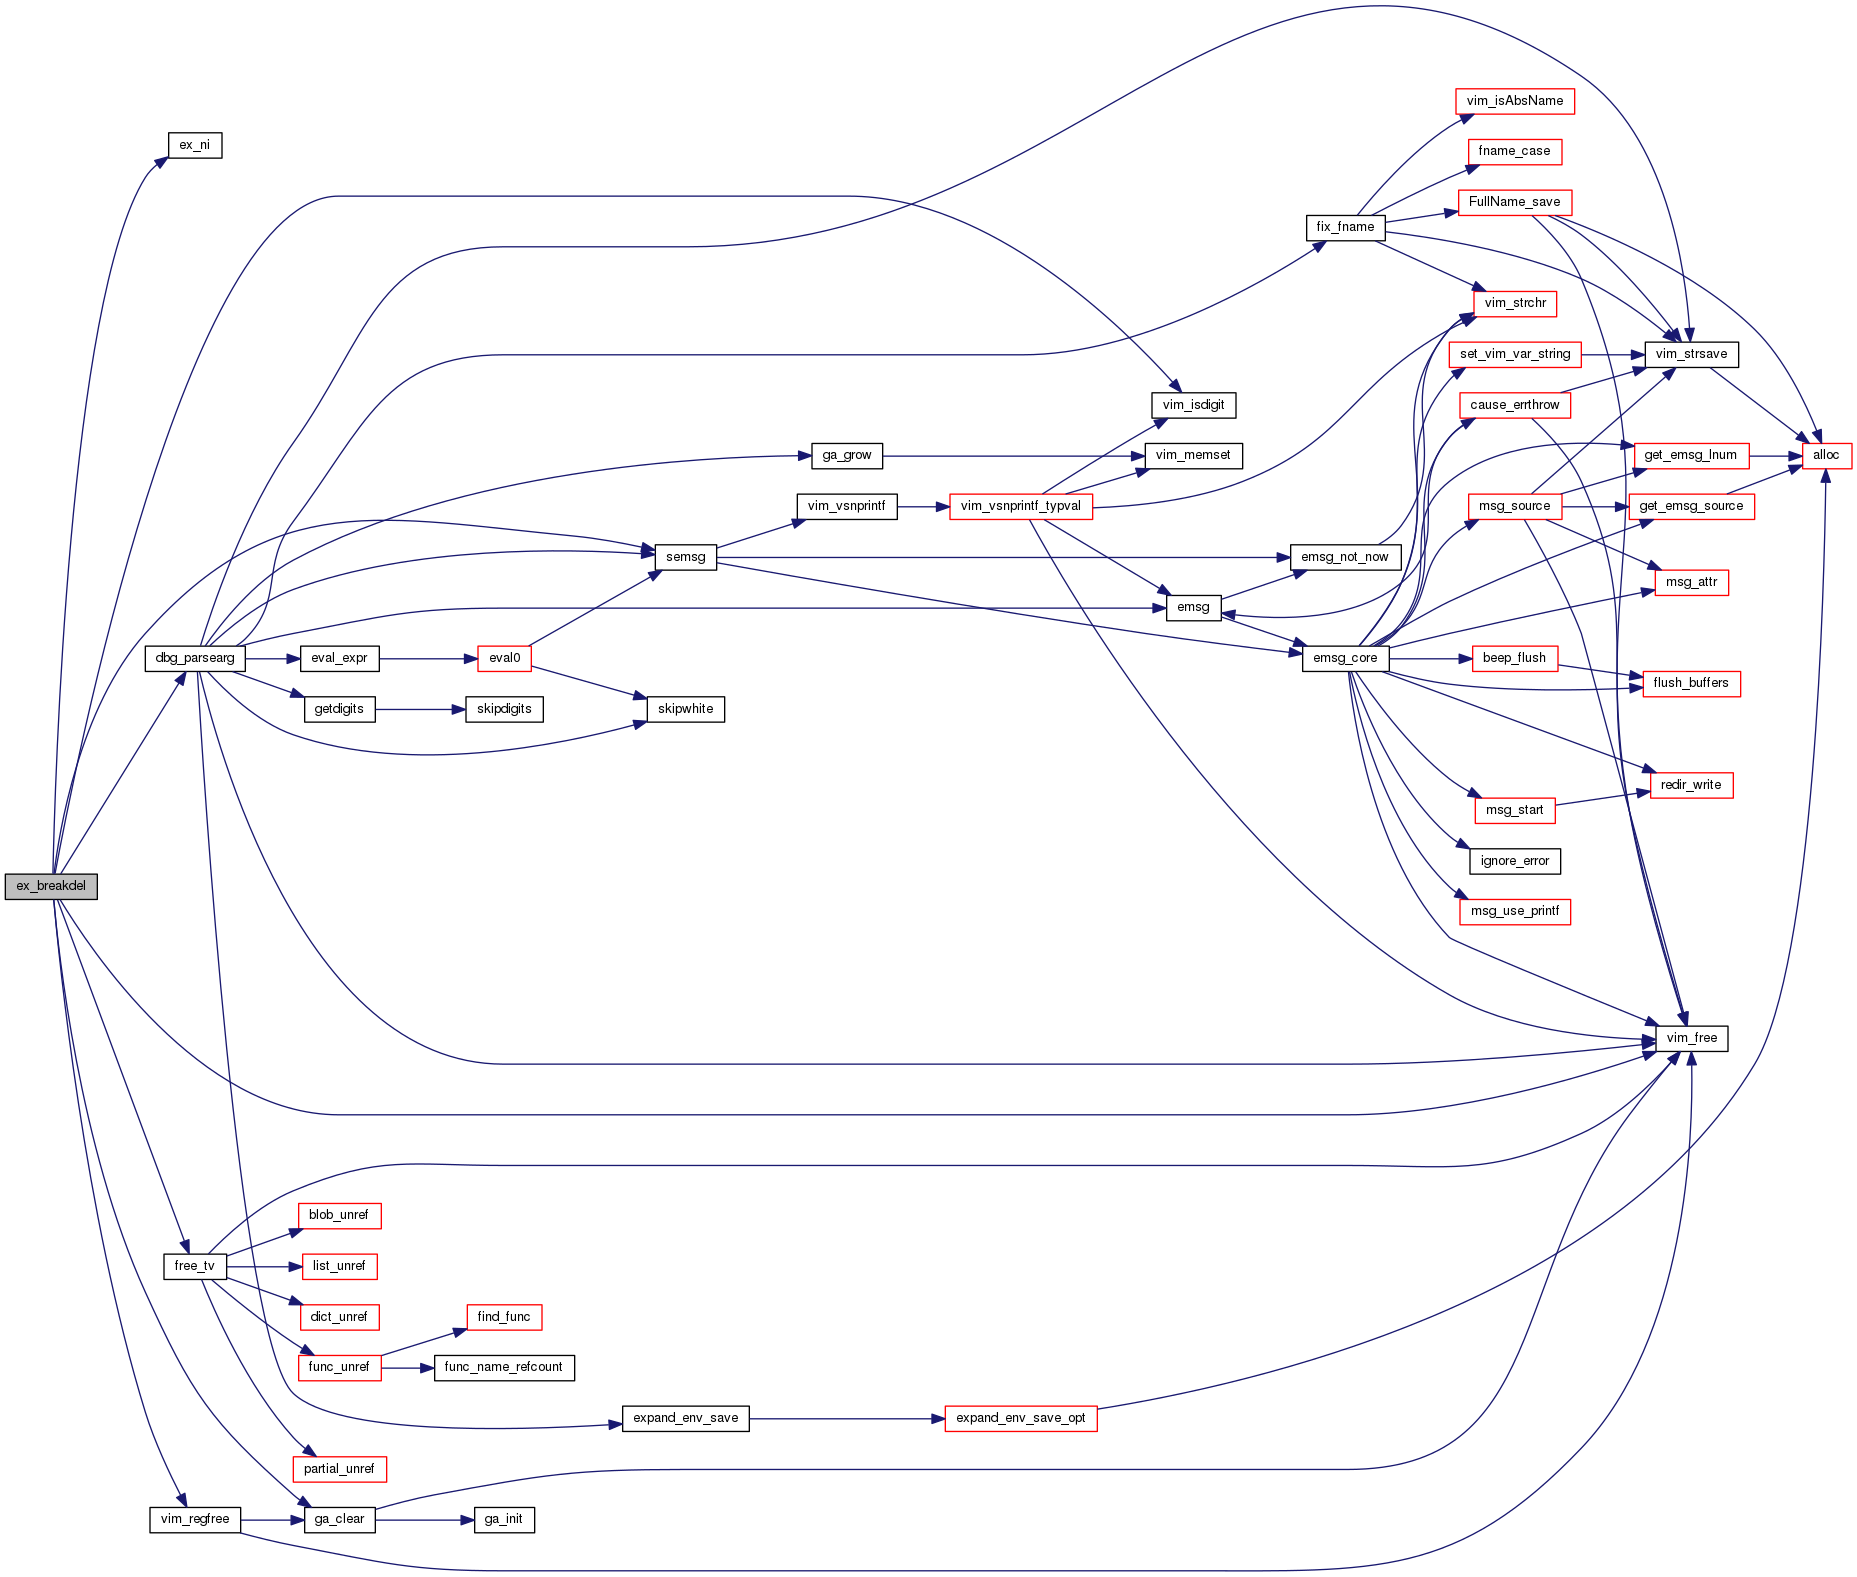 vim_isAbsName
ex_ni
fname_case
FullName_save
fix_fname
vim_strchr
set_vim_var_string
vim_strsave
vim_isdigit
cause_errthrow
ga_grow
vim_memset
get_emsg_lnum
alloc
vim_vsnprintf
vim_vsnprintf_typval
msg_source
get_emsg_source
semsg
emsg_not_now
msg_attr
emsg
dbg_parsearg
eval_expr
eval0
emsg_core
beep_flush
flush_buffers
getdigits
skipdigits
skipwhite
redir_write
msg_start
ignore_error
ex_breakdel
msg_use_printf
vim_free
blob_unref
free_tv
list_unref
dict_unref
find_func
func_unref
func_name_refcount
expand_env_save
expand_env_save_opt
partial_unref
vim_regfree
ga_clear
ga_init